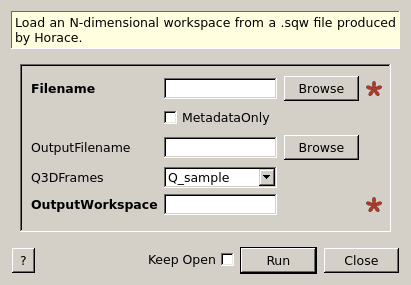 Load an N-dimensional workspace from a .sqw file produced
by Horace.
Filename Browse
MetadataOnly
OutputFilename Browse
Q3DFrames Q_sample
OutputWorkspace
? Keep Open Run Close